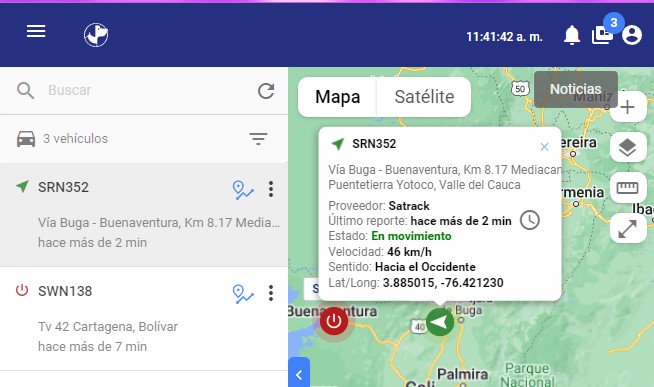 11:41:42 a. m.
3
Buscar
3 vehículos
SRN352
Vía Buga - Buenaventura, Km 8.17 Media...
hace más de 2 min
SWN138
Tv 42 Cartagena, Bolívar
hace más de 7 min
Mapa
Satélite
50
Noticias
Maniz
SRN352
Vía Buga - Buenaventura, Km 8.17 Mediacan
Puentetierra Yotoco, Valle del Cauca
Proveedor: Satrack
Último reporte: hace más de 2 min
Estado: En movimiento
Velocidad: 46 km/h
Sentido: Hacia el Occidente
Lat/Long: 3.885015, -76.421230
ereira
rmenia
Iba
S
Buenaventura
de Buga
40
Palmira
Parque
Nacional
Cali